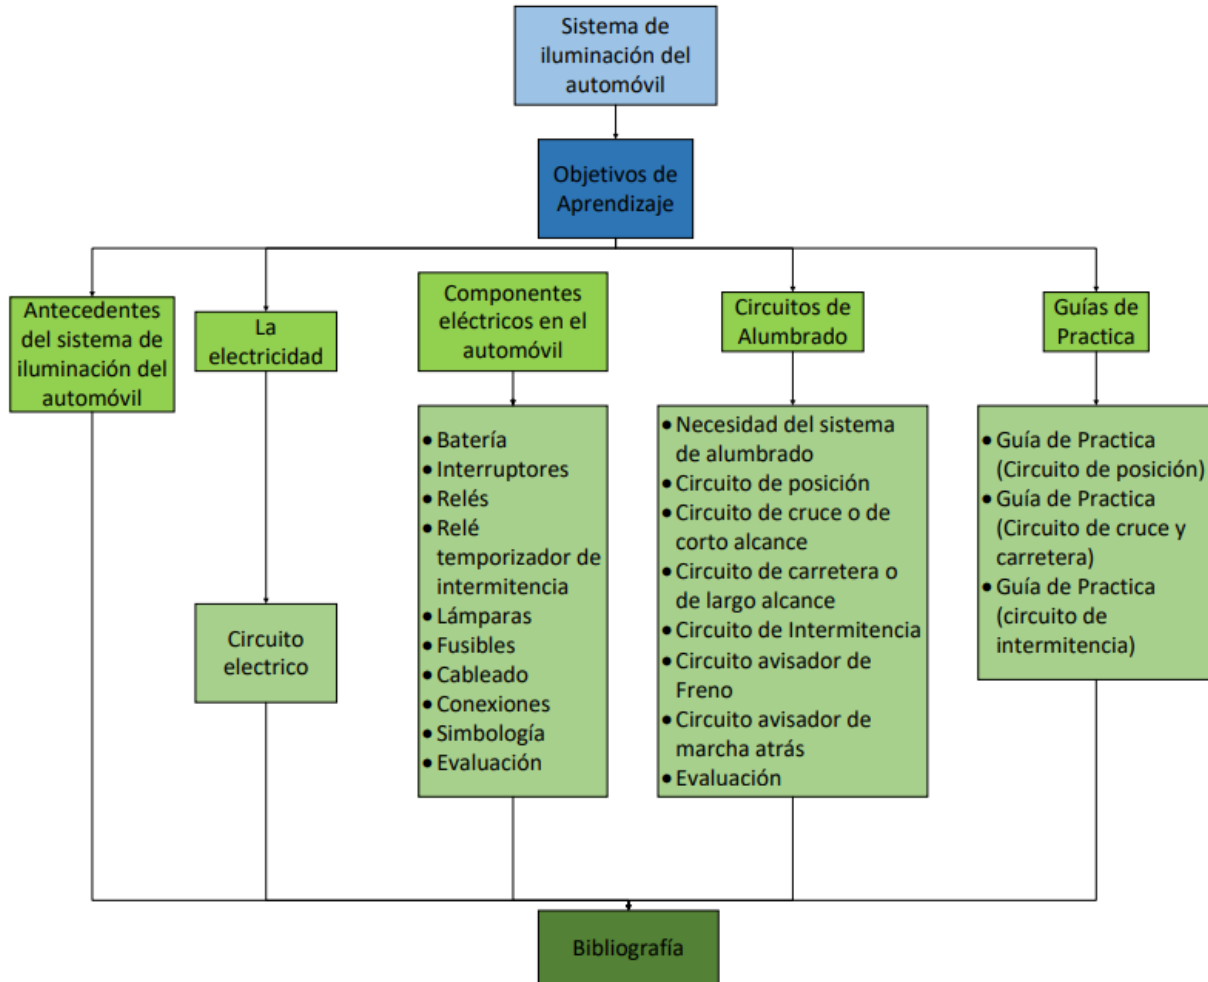 Sistema de
iluminación del
automóvil
Objetivos de
Aprendizaje
Antecedentes
del sistema de
iluminación del
automóvil
La
electricidad
Componentes
eléctricos en el
automóvil
Circuitos de
Alumbrado
Guías de
Practica
Circuito
electrico
• Batería
• Interruptores
• Relés
• Relé
temporizador de
intermitencia
• Lámparas
• Fusibles
• Cableado
• Conexiones
• Simbología
• Evaluación
• Necesidad del sistema
de alumbrado
• Circuito de posición
• Circuito de cruce o de
corto alcance
• Circuito de carretera o
de largo alcance
• Circuito de Intermitencia
• Circuito avisador de
Freno
• Circuito avisador de
marcha atrás
• Evaluación
• Guía de Practica
(Circuito de posición)
• Guía de Practica
(Circuito de cruce y
carretera)
• Guía de Practica
(circuito de
intermitencia)
Bibliografía